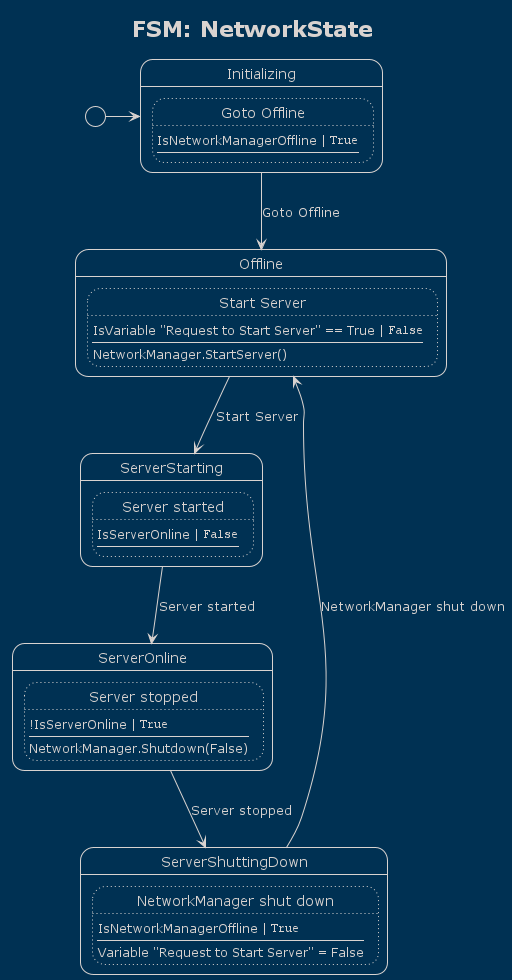 FSM: NetworkState
Initializing
Goto Offline
IsNetworkManagerOffline | True
Goto Offline
Offline
Start Server
IsVariable "Request to Start Server" == True | False
NetworkManager.StartServer()
Start Server
ServerStarting
Server started
IsServerOnline | False
Server started
NetworkManager shut down
ServerOnline
Server stopped
!IsServerOnline | True
NetworkManager.Shutdown(False)
Server stopped
ServerShuttingDown
NetworkManager shut down
IsNetworkManagerOffline | True
Variable "Request to Start Server" = False